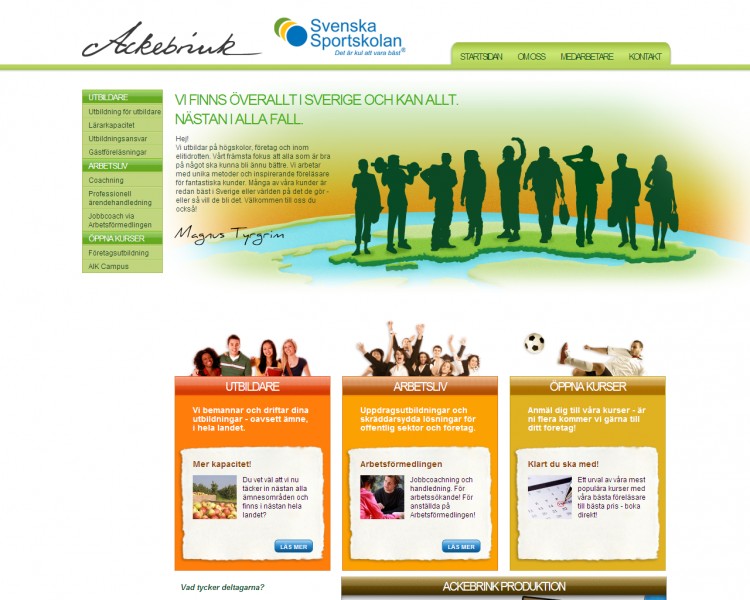 Ackebrink
Svenska
Sportskolan
Det är kul att vara bäst®
STARTSIDAN OM OSS MEDARBETARE KONTAKT
UTBILDARE
Utbildning för utbildare
Lärarkapacitet
Utbildningsansvar
Gästföreläsningar
ARBETSLIV
Coachning
Professionell
ärendehandledning
Jobbcoach via
Arbetsförmedlingen
ÖPPNA KURSER
Företagsutbildning
AIK Campus
VI FINNS ÖVERALLT I SVERIGE OCH KAN ALLT.
NÄSTAN I ALLA FALL.
Hej!
Vi utbildar på högskolor, företag och inom
elitidrotten. Vårt främsta fokus att alla som är bra
på något ska kunna bli ännu bättre. Vi arbetar
med unika metoder och inspirerande föreläsare
för fantastiska kunder. Många av våra kunder är
redan bäst i Sverige eller världen på det de gör -
eller så vill de bli det. Välkommen till oss du
också!
Magnus Tyrgrim
UTBILDARE
Vi bemannar och driftar dina
utbildningar - oavsett ämne,
i hela landet.
Mer kapacitet!
Du vet väl att vi nu
täcker in nästan alla
ämnesområden och
finns i nästan hela
landet?
LÄS MER
ARBETSLIV
Uppdragsutbildningar och
skräddarsydda lösningar för
offentlig sektor och företag.
Arbetsförmedlingen
Jobbcoachning och
handledning. För
arbetssökande! För
anställda på
Arbetsförmedlingen!
LÄS MER
ÖPPNA KURSER
Anmäl dig till våra kurser - är
ni flera kommer vi gärna till
ditt företag!
Klart du ska med!
Ett urval av våra mest
populära kurser med
våra bästa föreläsare
till bästa pris - boka
direkt!
Vad tycker deltagarna?
ACKEBRINK PRODUKTION